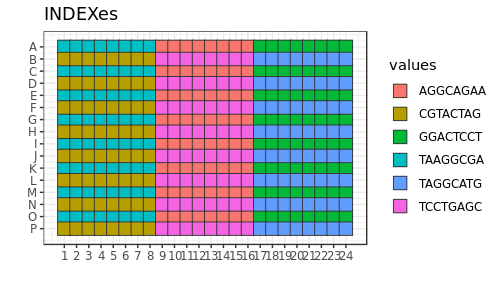 INDEXes
A
B
C
D
E
F
G
H
I
J
K
L
M
N
O
P
1 2 3 4 5 6 7 8 9 10 11 12 13 14 15 16 17 18 19 20 21 22 23 24
values
AGGCAGAA
CGTACTAG
GGACTCCT
TAAGGCGA
TAGGCATG
TCCTGAGC